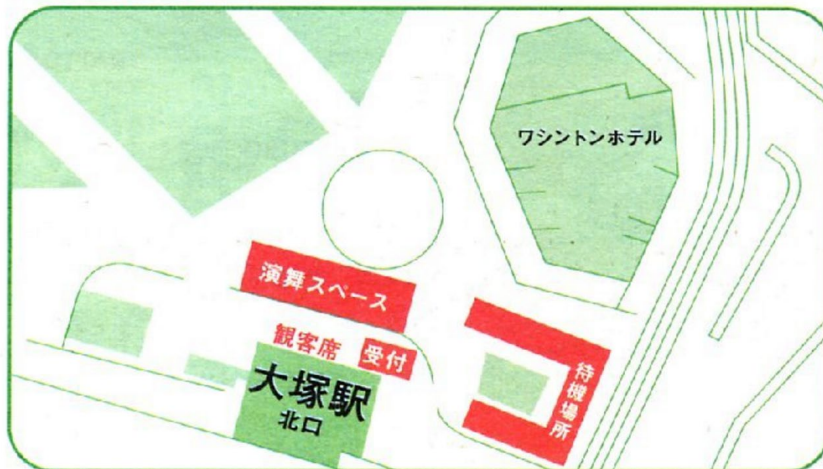 ワシントンホテル
演舞スペース
観客席
受付
待機場所
大塚駅
北口